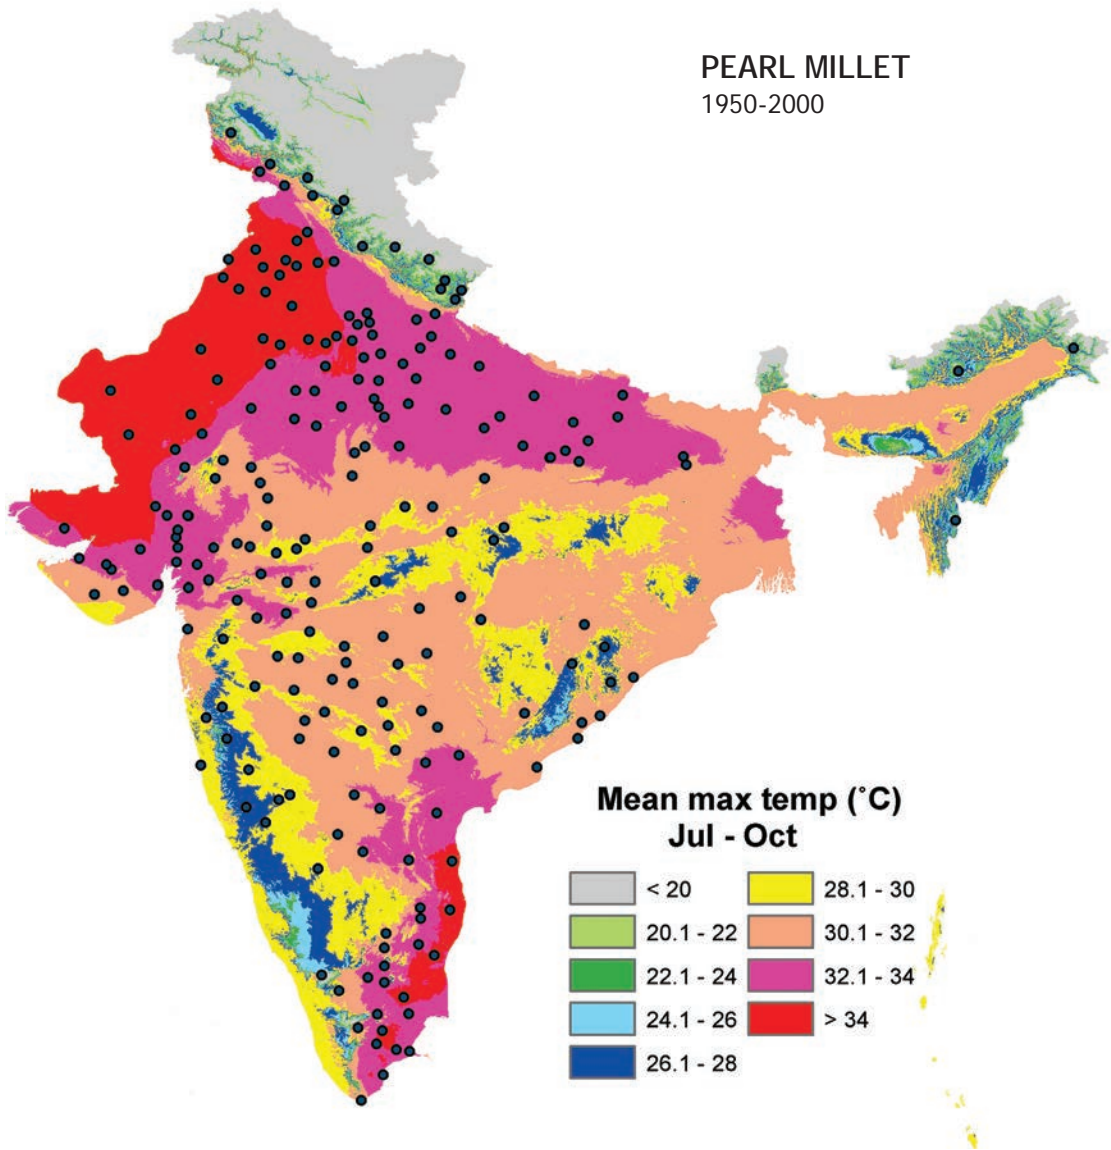 PEARL MILLET
1950-2000
Mean max temp (˚C)
Jul - Oct
< 20
20.1 - 22
22.1 - 24
24.1 - 26
26.1 - 28
28.1 - 30
30.1 - 32
32.1 - 34
> 34